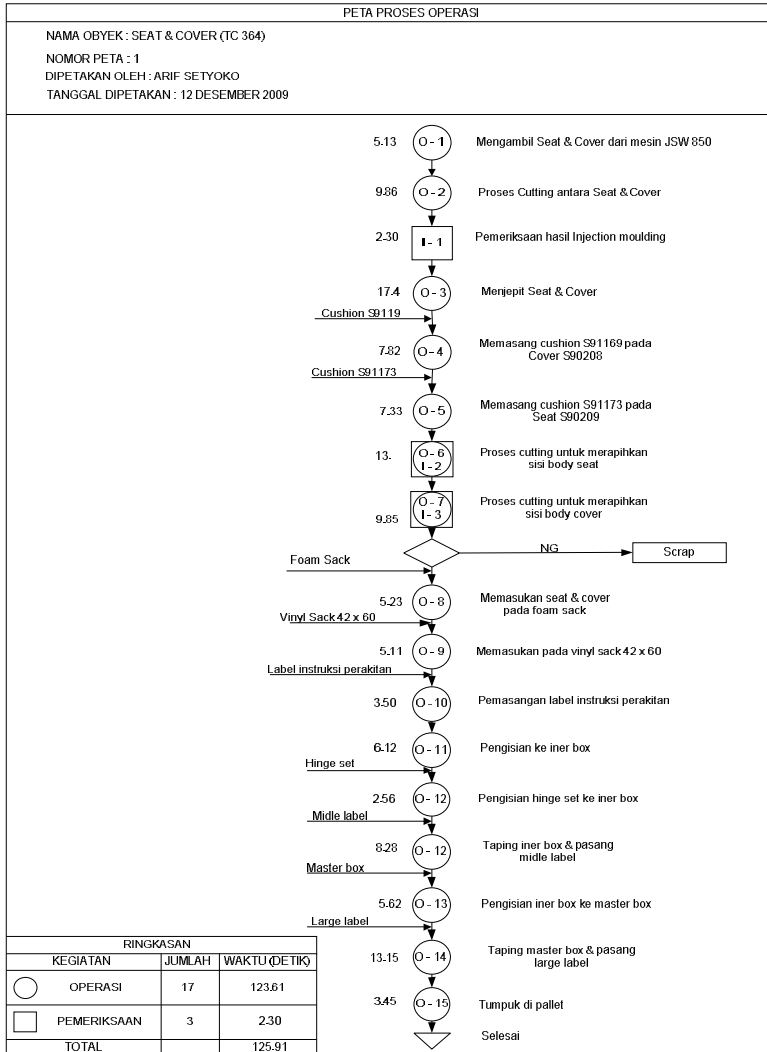 PETA PROSES OPERASI
NAMA OBYEK : SEAT & COVER (TC 364)
NOMOR PETA : 1
DIPETAKAN OLEH : ARIF SETYOKO
TANGGAL DIPETAKAN : 12 DESEMBER 2009
5.13 O - 1 Mengambil Seat & Cover dari mesin JSW 850
9.86 O - 2 Proses Cutting antara Seat & Cover
2.30 I - 1 Pemeriksaan hasil Injection moulding
17.4 O - 3 Menjepit Seat & Cover
Cushion S9119
7.82 O - 4 Memasang cushion S91169 pada
Cover S90208
Cushion S91173
7.33 O - 5 Memasang cushion S91173 pada
Seat S90209
13. O - 6 Proses cutting untuk merapihkan
I - 2 sisi body seat
O - 7 Proses cutting untuk merapihkan
9.85 I - 3 sisi body cover
NG Scrap
Foam Sack
5.23 O - 8 Memasukan seat & cover
pada foam sack
Vinyl Sack 42 x 60
5.11 O - 9 Memasukan pada vinyl sack 42 x 60
Label instruksi perakitan
3.50 O - 10 Pemasangan label instruksi perakitan
6.12 O - 11 Pengisian ke iner box
Hinge set
2.56 O - 12 Pengisian hinge set ke iner box
Midle label
8.28 O - 12 Taping iner box & pasang
midle label
Master box
5.62 O - 13 Pengisian iner box ke master box
Large label
13.15 O - 14 Taping master box & pasang
large label
3.45 O - 15 Tumpuk di pallet
Selesai
RINGKASAN
KEGIATAN JUMLAH WAKTU (DETIK)
OPERASI 17 123.61
PEMERIKSAAN 3 2.30
TOTAL 125.91